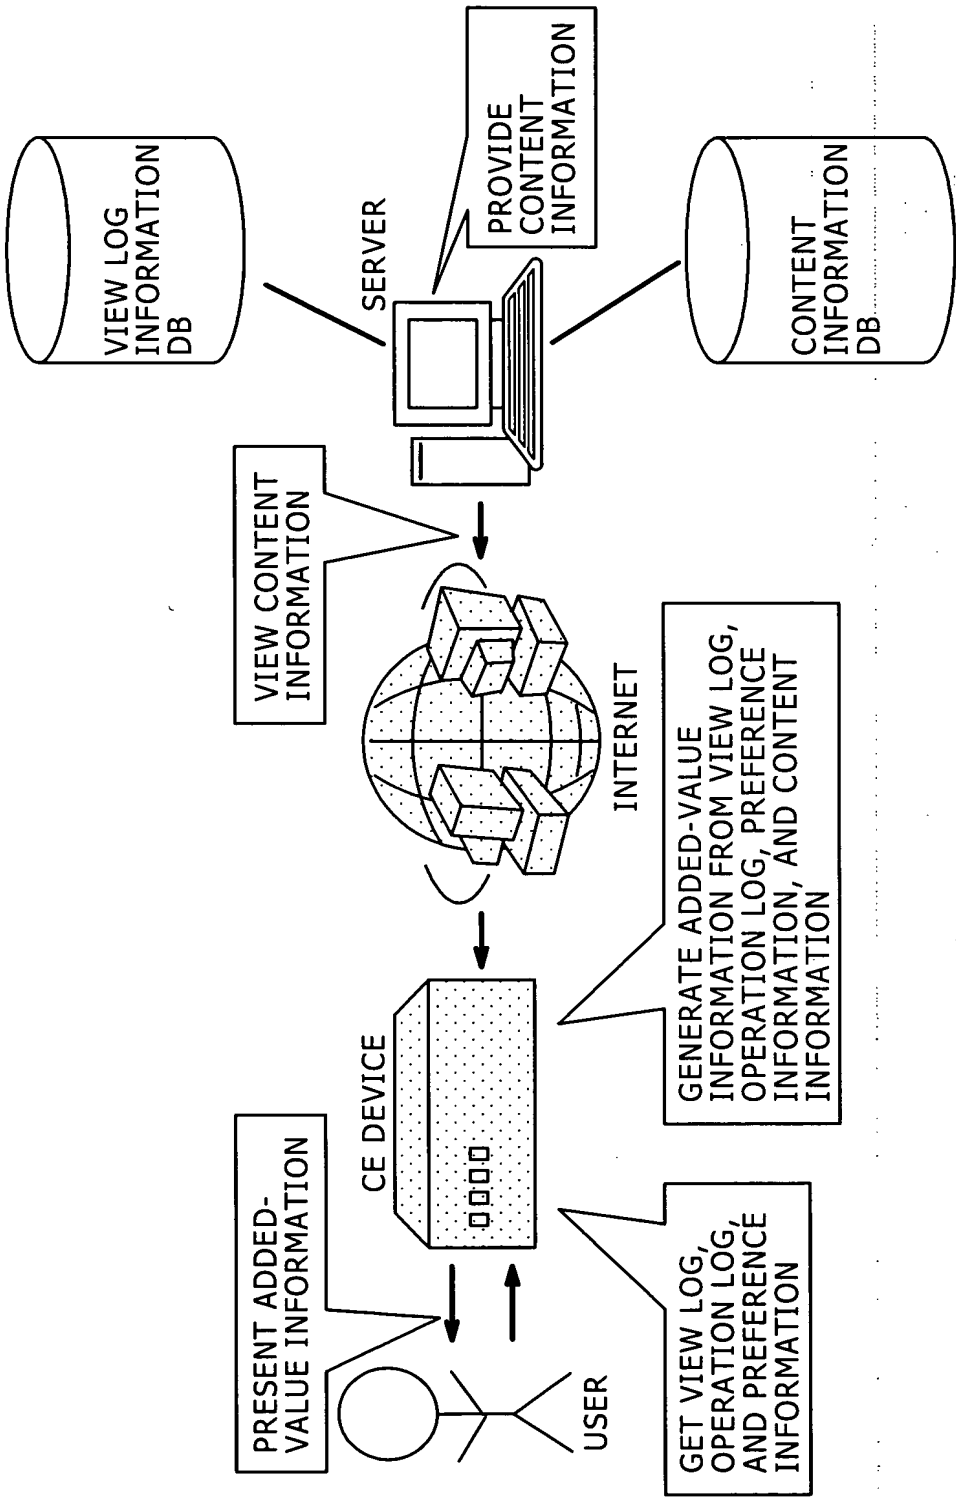 PRESENT ADDED-
VALUE INFORMATION
VIEW CONTENT
INFORMATION
VIEW LOG
INFORMATION
DB
USER
CE DEVICE
INTERNET
SERVER
PROVIDE
CONTENT
INFORMATION
GET VIEW LOG,
OPERATION LOG,
AND PREFERENCE
INFORMATION
GENERATE ADDED-VALUE
INFORMATION FROM VIEW LOG,
OPERATION LOG, PREFERENCE
INFORMATION, AND CONTENT
INFORMATION
CONTENT
INFORMATION
DB